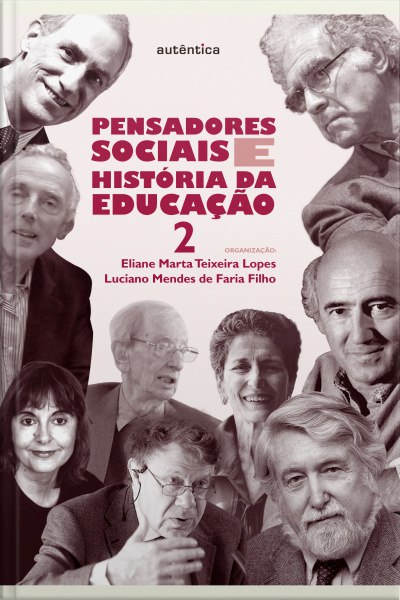 autêntica
PENSADORES
SOCIAIS E
HISTÓRIA DA
EDUCAÇÃO
2
ORGANIZAÇÃO:
Eliane Marta Teixeira Lopes
Luciano Mendes de Faria Filho